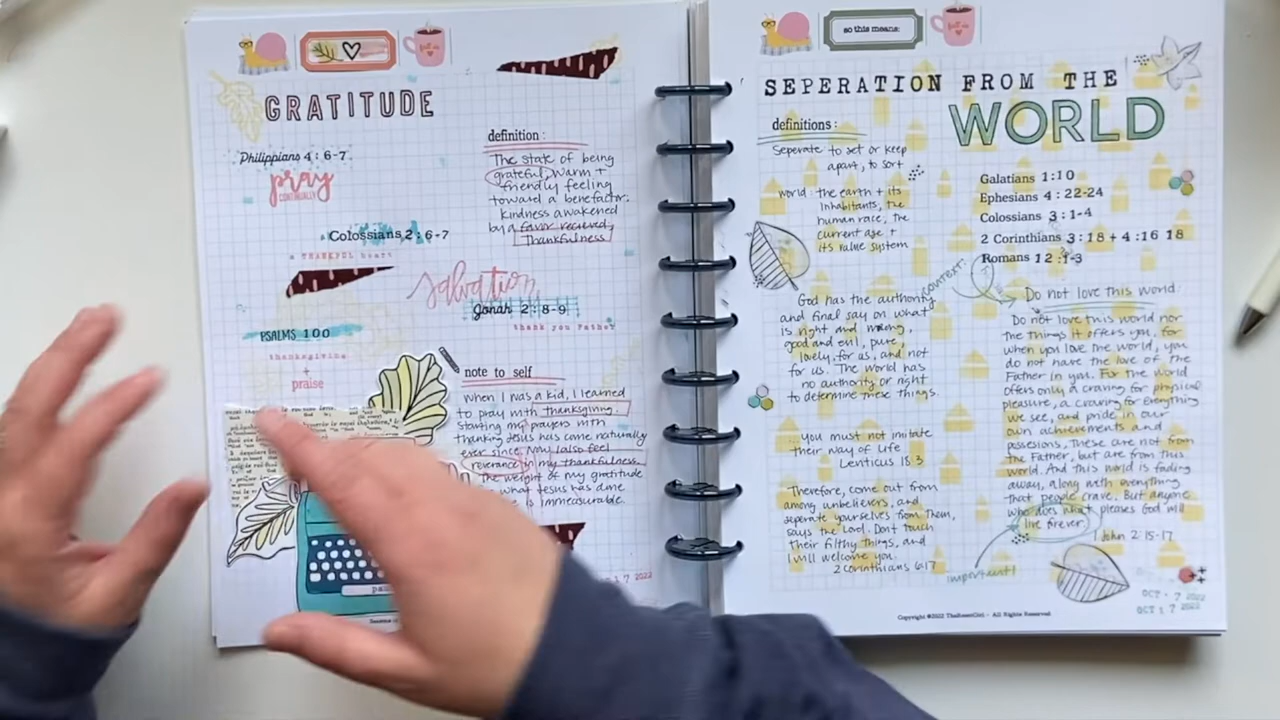 GRATITUDE
Philippians 4:6-7
pray
CONTINUALLY
Colossians 2:6-7
a THANKFUL heart
salvation
Jonah 2:8-9
thank you Father
PSALMS 100
thanksgiving
+
praise
definition:
The state of being
grateful, warm +
friendly feeling
toward a benefactor.
kindness awakened
by a favor recieved,
Thankfulness
note to self
when I was a kid, I learned
to pray with thanksgiving.
starting my prayers with
thanking Jesus has come naturally
ever since. Now I also feel
reverance in my thankfulness.
The weight of my gratitude
what Jesus has done
is immeasurable.
17 2022
so this means:
SEPERATION FROM THE
WORLD
definitions:
Seperate to set or keep
apart, to sort
world: the earth + its
inhabitants, the
human race, the
current age +
its value system
Galatians 1:10
Ephesians 4:22-24
Colossians 3:1-4
2 Corinthians 3:18 + 4:16 18
Romans 12:1-3
CONTEXT:
God has the authority
and final say on what
is right and wrong,
good and evil, pure,
lovely, for us, and not
for us. The world has
no authority or right
to determine these things.
You must not imitate
their way of life
Leviticus 18:3
Therefore, come out from
among unbelievers, and
seperate yourselves from them,
says the Lord. Don't touch
their filthy things, and
I will welcome you.
2 Corinthians 6:17
Do not love this world:
Do not love this world nor
the things it offers you, for
when you love the world, you
do not have the love of the
Father in you. For the world
offers only a craving for physical
pleasure, a craving for everything
we see, and pride in our
own achievements and
possesions. These are not from
the Father, but are from this
world. And this world is fading
away, along with everything
that people crave. But anyone
who does what pleases God will
live forever.
1 John 2:15-17
important!
OCT 17 2022
Copyright ©2022 TheResetGirl - All Rights Reserved